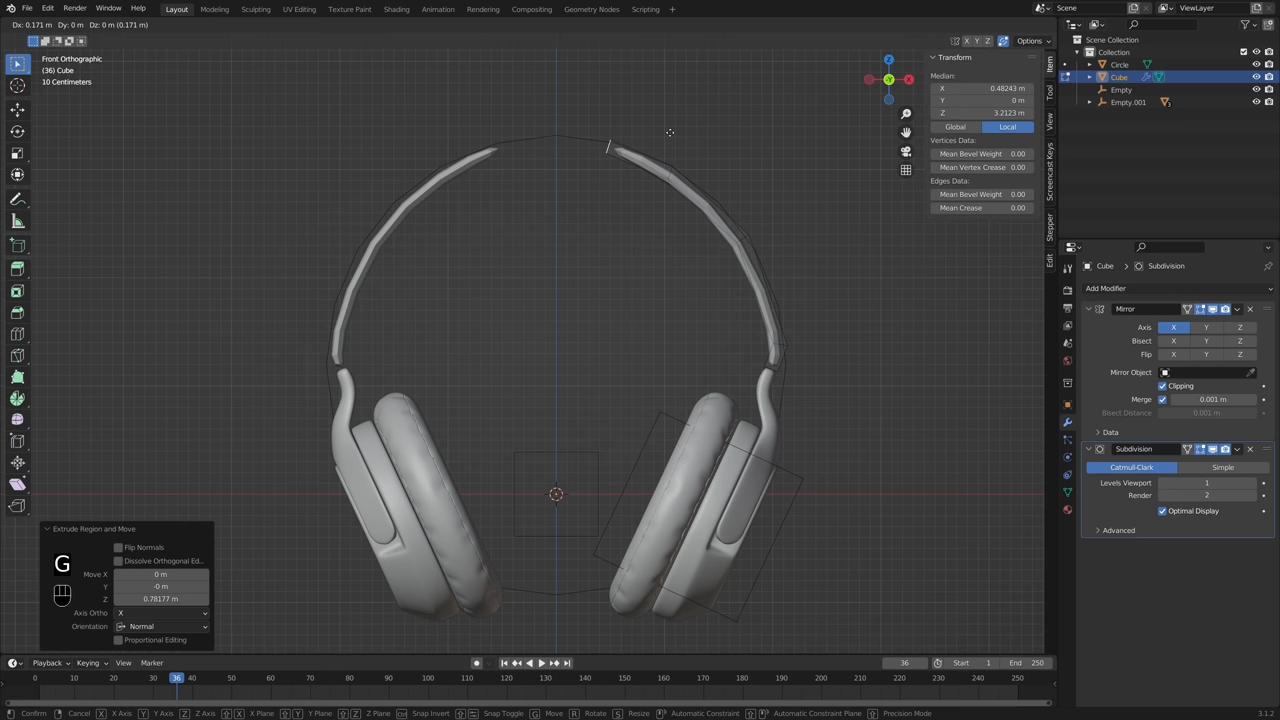 File Edit Render Window Help Layout Modeling Sculpting UV Editing Texture Paint Shading Animation Rendering Compositing Geometry Nodes Scripting + Scene ViewLayer
Dx: 0.171 m Dy: 0 m Dz: 0 m (0.171 m)
X Y Z Options
Front Orthographic
(36) Cube
10 Centimeters
Z
-Y
X
Transform
Median:
X 0.48243 m
Y 0 m
Z 3.2123 m
Global Local
Vertices Data:
Mean Bevel Weight 0.00
Mean Vertex Crease 0.00
Edges Data:
Mean Bevel Weight 0.00
Mean Crease 0.00
Item
Tool
View
Screencast Keys
Stepper
Edit
Scene Collection
Collection
Circle
Cube
Empty
Empty.001
3
Cube > Subdivision
Add Modifier
Mirror
Axis X Y Z
Bisect X Y Z
Flip X Y Z
Mirror Object
Clipping
Merge 0.001 m
Bisect Distance 0.001 m
Data
Subdivision
Catmull-Clark Simple
Levels Viewport 1
Render 2
Optimal Display
Advanced
Extrude Region and Move
Flip Normals
Dissolve Orthogonal Ed...
Move X 0 m
Y -0 m
Z 0.78177 m
Axis Ortho X
Orientation Normal
Proportional Editing
G
Playback Keying View Marker 36 Start 1 End 250
0 10 20 30 36 40 50 60 70 80 90 100 110 120 130 140 150 160 170 180 190 200 210 220 230 240 250
Confirm Cancel X X Axis Y Y Axis Z Z Axis X X Plane Y Y Plane Z Z Plane Snap Invert Snap Toggle G Move R Rotate S Resize Automatic Constraint Automatic Constraint Plane Precision Mode 3.1.2